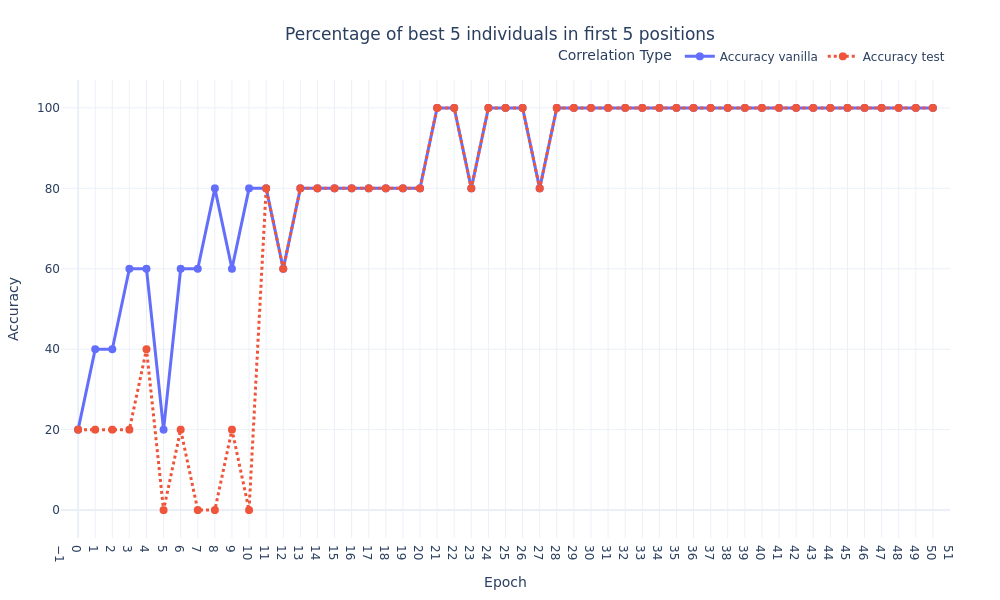 Percentage of best 5 individuals in first 5 positions
Correlation Type Accuracy vanilla Accuracy test
100
80
60
40
20
0
Accuracy
−1 0 1 2 3 4 5 6 7 8 9 10 11 12 13 14 15 16 17 18 19 20 21 22 23 24 25 26 27 28 29 30 31 32 33 34 35 36 37 38 39 40 41 42 43 44 45 46 47 48 49 50 51
Epoch